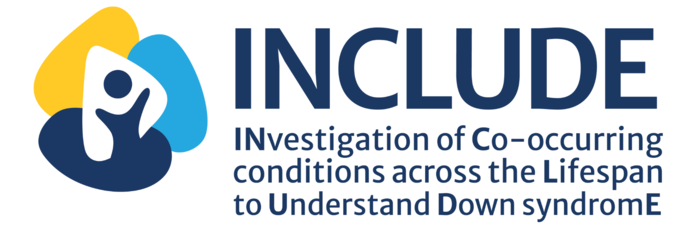 INCLUDE
INvestigation of Co-occurring
conditions across the Lifespan
to Understand Down syndromE